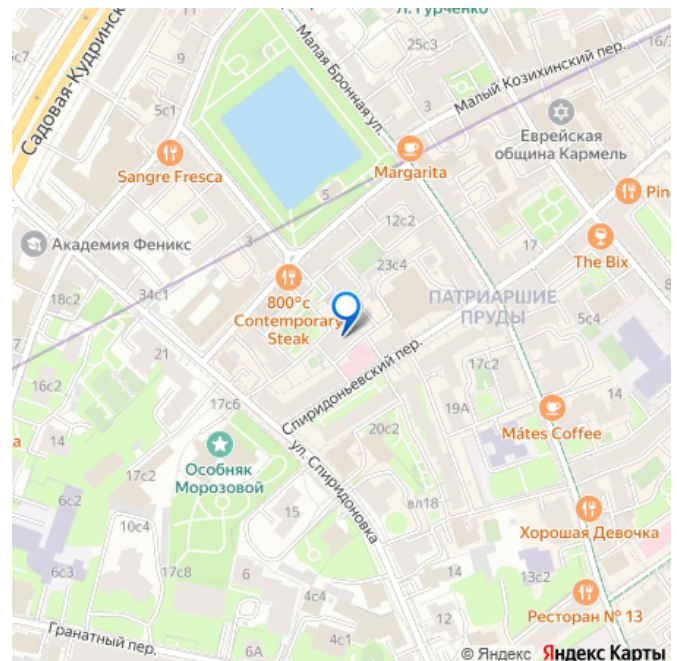 Л. Гурченко
25с3
16/
Садовая-Кудринск
9
Малая Бронная ул.
Малый Козихинский пер.
5с1
3
Еврейская
община Кармель
Sangre Fresca
Margarita
5
Pin
12с2
Академия Феникс
3
17
The Bix
23с4
18с2
34с1
800°с
Contemporary
Steak
ПАТРИАРШИЕ
ПРУДЫ
5с4
21
Спиридоньевский пер.
17с2
16с2
17с6
19А
14
Mátes Coffee
а
14
Особняк
Морозовой
20с2
17с2
ул. Спиридоновка
6с2
15
вл18
10с4
Хорошая Девочка
6с3
17с8
6
13с2
4с4
12
Ресторан № 13
Гранатный пер.
6А
4с1
© Яндекс Яндекс Карты